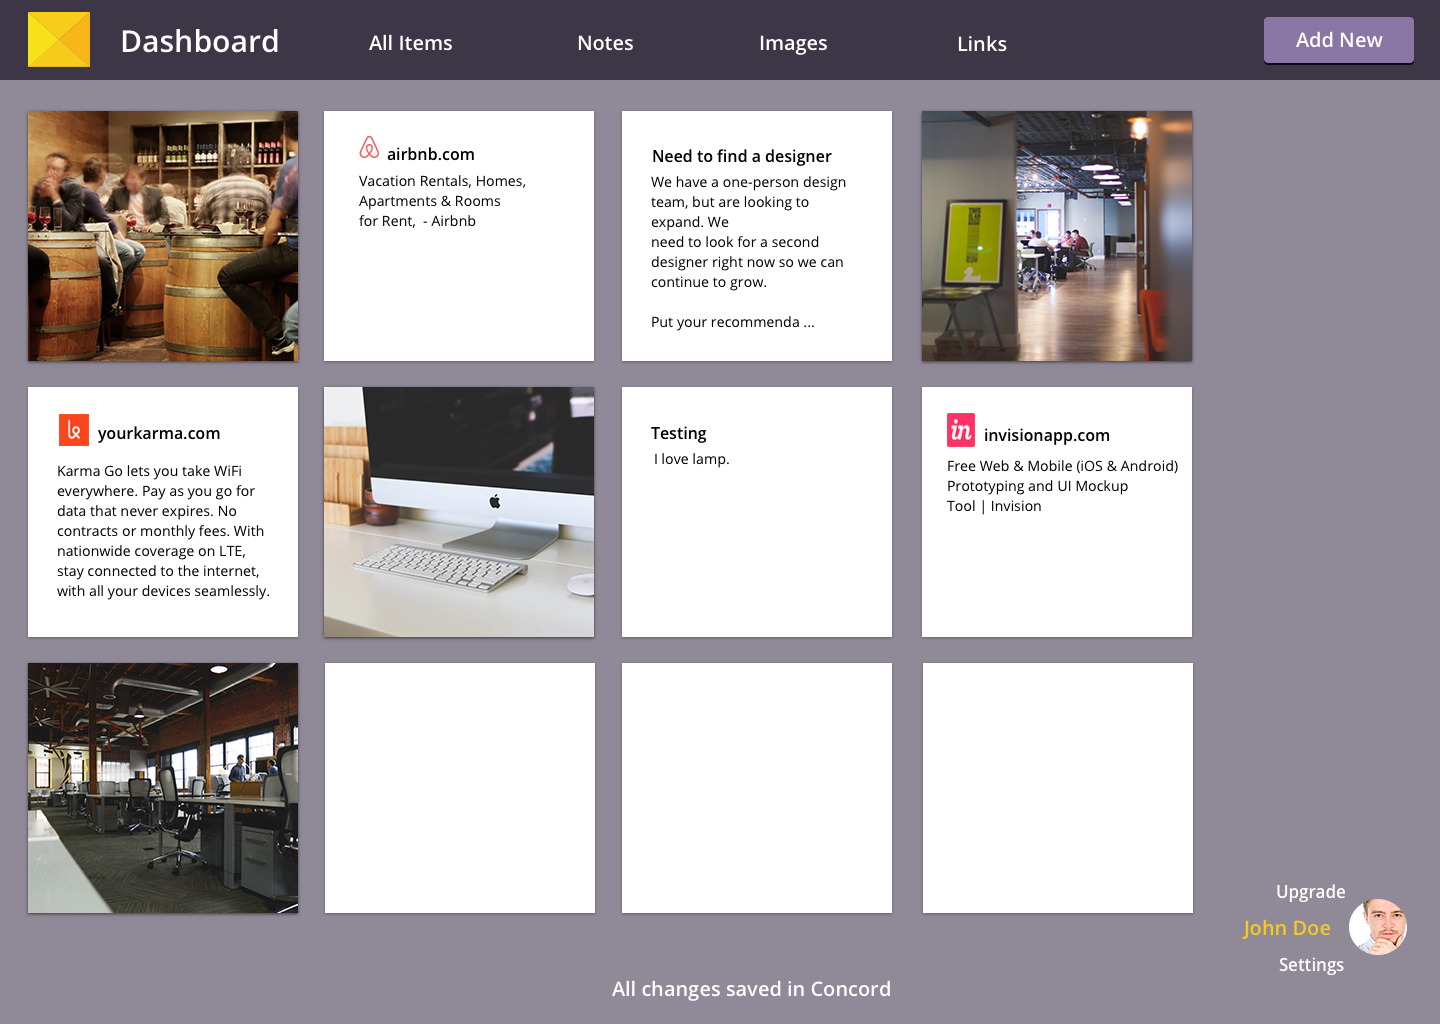 Dashboard
All Items
Notes
Images
Links
Add New
airbnb.com
Vacation Rentals, Homes,
Apartments & Rooms
for Rent,  - Airbnb
Need to find a designer
We have a one-person design
team, but are looking to
expand. We
need to look for a second
designer right now so we can
continue to grow.
Put your recommenda ...
THIS
IS AN
yourkarma.com
Karma Go lets you take WiFi
everywhere. Pay as you go for
data that never expires. No
contracts or monthly fees. With
nationwide coverage on LTE,
stay connected to the internet,
with all your devices seamlessly.
Testing
I love lamp.
in
invisionapp.com
Free Web & Mobile (iOS & Android)
Prototyping and UI Mockup
Tool | Invision
Upgrade
John Doe
Settings
All changes saved in Concord